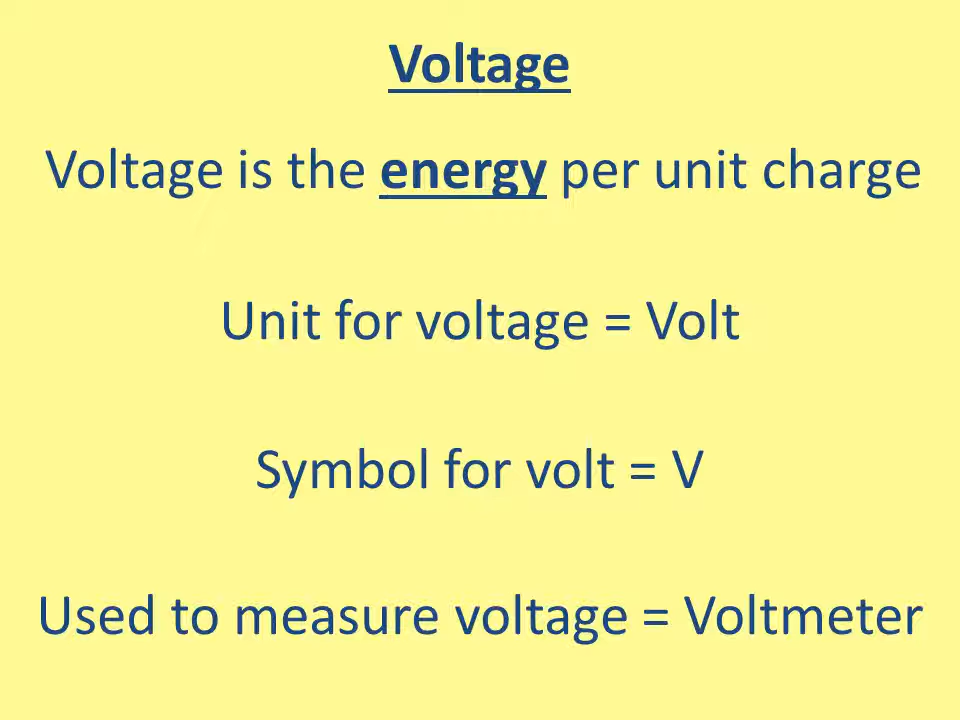 Voltage
Voltage is the energy per unit charge
Unit for voltage = Volt
Symbol for volt = V
Used to measure voltage = Voltmeter